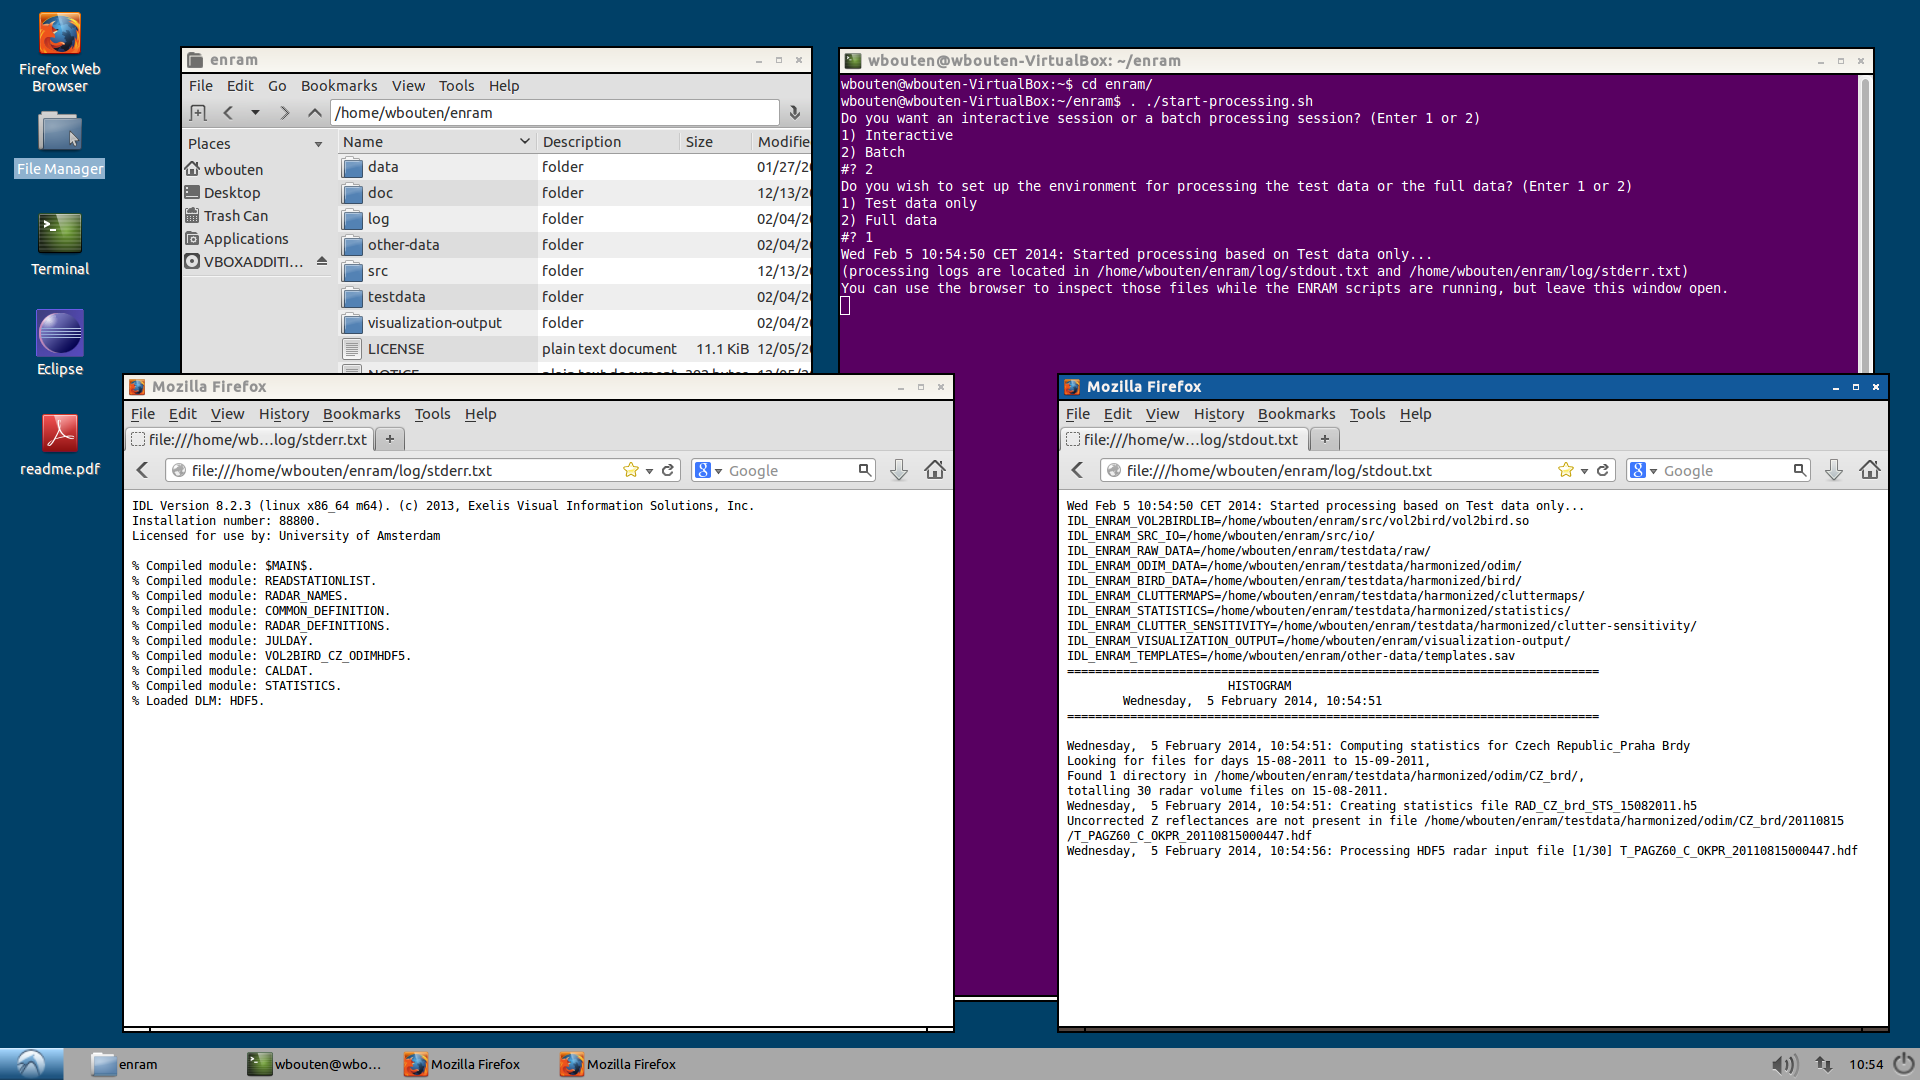 Firefox Web
Browser
File Manager
Terminal
Eclipse
readme.pdf
enram
File Edit Go Bookmarks View Tools Help
/home/wbouten/enram
Places
wbouten
Desktop
Trash Can
Applications
VBOXADDITI...
Name Description Size Modifie
data folder 01/27/20
doc folder 12/13/20
log folder 02/04/20
other-data folder 02/04/20
src folder 12/13/20
testdata folder 02/04/20
visualization-output folder 02/04/20
LICENSE plain text document 11.1 KiB 12/05/20
wbouten@wbouten-VirtualBox: ~/enram
wbouten@wbouten-VirtualBox:~$ cd enram/
wbouten@wbouten-VirtualBox:~/enram$ . ./start-processing.sh
Do you want an interactive session or a batch processing session? (Enter 1 or 2)
1) Interactive
2) Batch
#? 2
Do you wish to set up the environment for processing the test data or the full data? (Enter 1 or 2)
1) Test data only
2) Full data
#? 1
Wed Feb 5 10:54:50 CET 2014: Started processing based on Test data only...
(processing logs are located in /home/wbouten/enram/log/stdout.txt and /home/wbouten/enram/log/stderr.txt)
You can use the browser to inspect those files while the ENRAM scripts are running, but leave this window open.
Mozilla Firefox
File Edit View History Bookmarks Tools Help
file:///home/wb...log/stderr.txt +
file:///home/wbouten/enram/log/stderr.txt Google
IDL Version 8.2.3 (linux x86_64 m64). (c) 2013, Exelis Visual Information Solutions, Inc.
Installation number: 88800.
Licensed for use by: University of Amsterdam
% Compiled module: $MAIN$.
% Compiled module: READSTATIONLIST.
% Compiled module: RADAR_NAMES.
% Compiled module: COMMON_DEFINITION.
% Compiled module: RADAR_DEFINITIONS.
% Compiled module: JULDAY.
% Compiled module: VOL2BIRD_CZ_ODIMHDF5.
% Compiled module: CALDAT.
% Compiled module: STATISTICS.
% Loaded DLM: HDF5.
Mozilla Firefox
File Edit View History Bookmarks Tools Help
file:///home/w...log/stdout.txt +
file:///home/wbouten/enram/log/stdout.txt Google
Wed Feb 5 10:54:50 CET 2014: Started processing based on Test data only...
IDL_ENRAM_VOL2BIRDLIB=/home/wbouten/enram/src/vol2bird/vol2bird.so
IDL_ENRAM_SRC_IO=/home/wbouten/enram/src/io/
IDL_ENRAM_RAW_DATA=/home/wbouten/enram/testdata/raw/
IDL_ENRAM_ODIM_DATA=/home/wbouten/enram/testdata/harmonized/odim/
IDL_ENRAM_BIRD_DATA=/home/wbouten/enram/testdata/harmonized/bird/
IDL_ENRAM_CLUTTERMAPS=/home/wbouten/enram/testdata/harmonized/cluttermaps/
IDL_ENRAM_STATISTICS=/home/wbouten/enram/testdata/harmonized/statistics/
IDL_ENRAM_CLUTTER_SENSITIVITY=/home/wbouten/enram/testdata/harmonized/clutter-sensitivity/
IDL_ENRAM_VISUALIZATION_OUTPUT=/home/wbouten/enram/visualization-output/
IDL_ENRAM_TEMPLATES=/home/wbouten/enram/other-data/templates.sav
============================================================================
HISTOGRAM
Wednesday, 5 February 2014, 10:54:51
============================================================================
Wednesday, 5 February 2014, 10:54:51: Computing statistics for Czech Republic_Praha Brdy
Looking for files for days 15-08-2011 to 15-09-2011,
Found 1 directory in /home/wbouten/enram/testdata/harmonized/odim/CZ_brd/,
totalling 30 radar volume files on 15-08-2011.
Wednesday, 5 February 2014, 10:54:51: Creating statistics file RAD_CZ_brd_STS_15082011.h5
Uncorrected Z reflectances are not present in file /home/wbouten/enram/testdata/harmonized/odim/CZ_brd/20110815
/T_PAGZ60_C_OKPR_20110815000447.hdf
Wednesday, 5 February 2014, 10:54:56: Processing HDF5 radar input file [1/30] T_PAGZ60_C_OKPR_20110815000447.hdf
enram
wbouten@wbo...
Mozilla Firefox
Mozilla Firefox
10:54